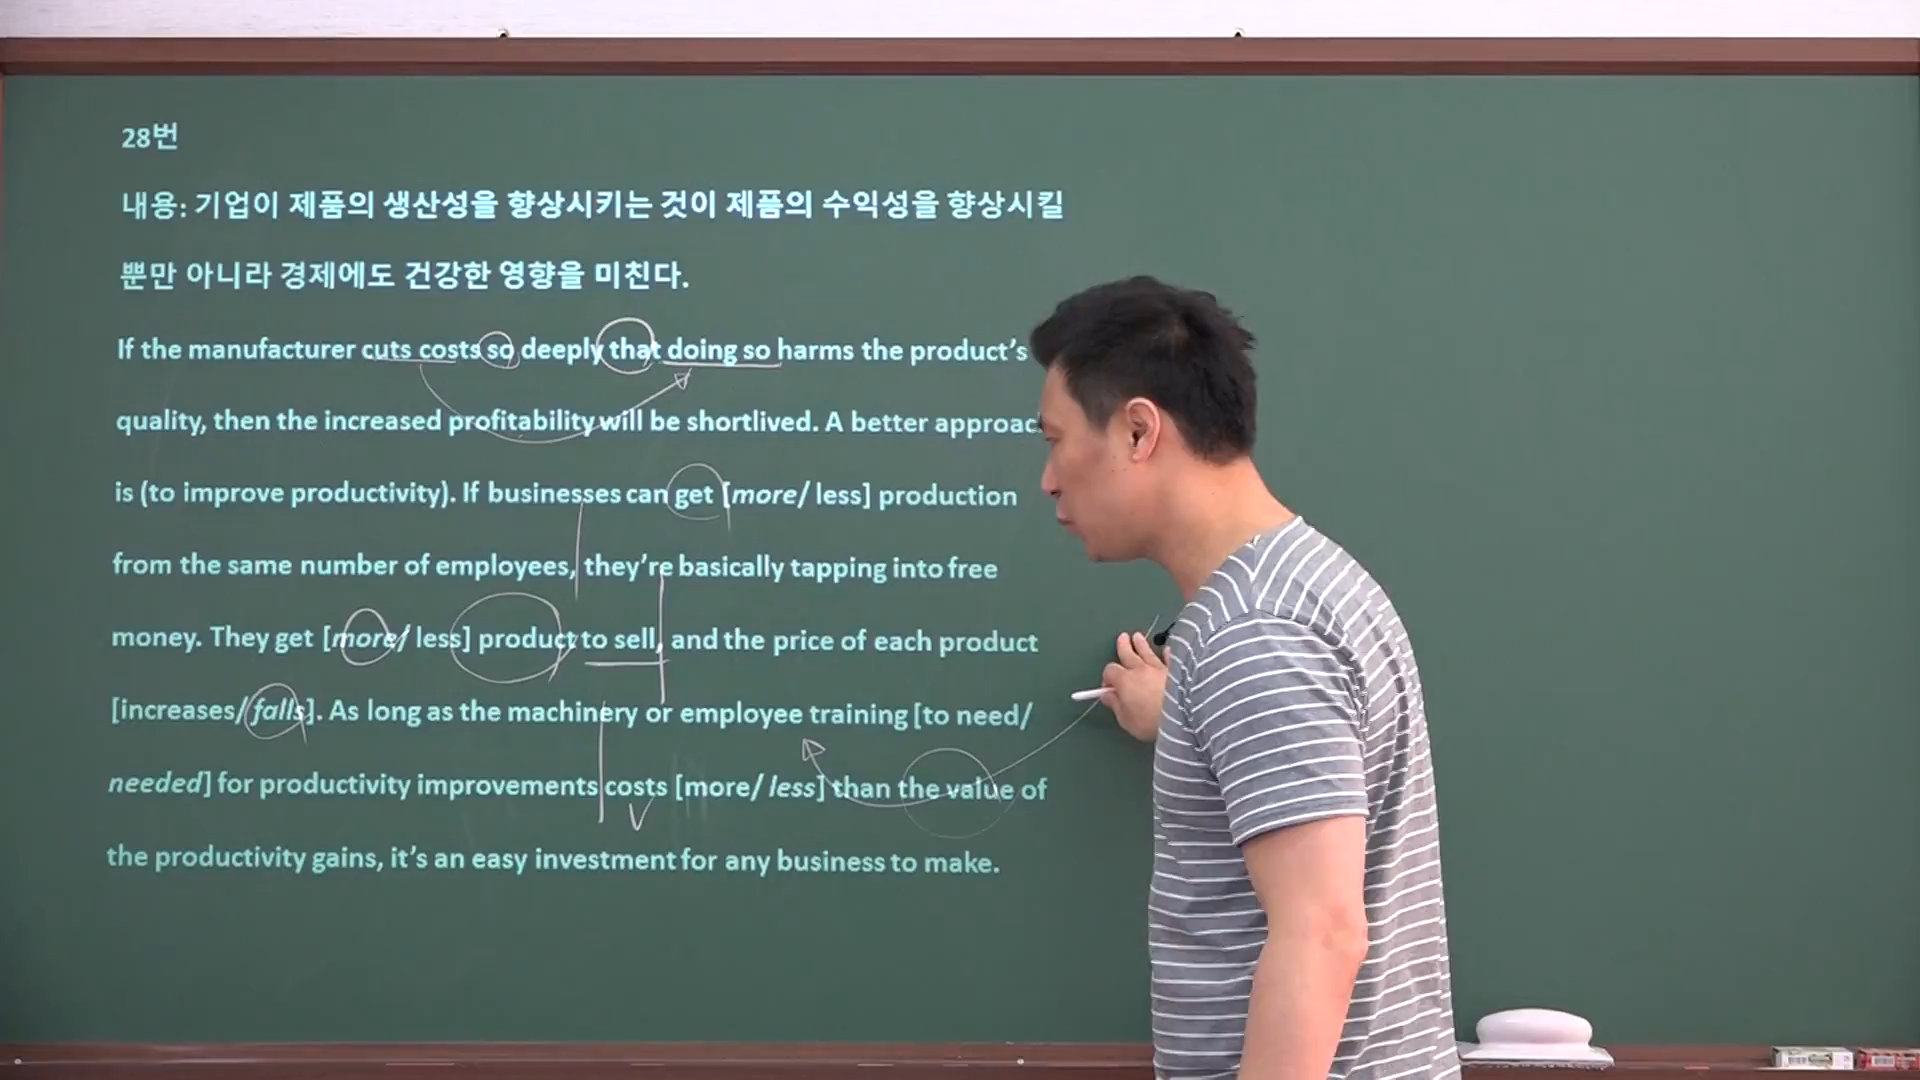 28번
내용: 기업이 제품의 생산성을 향상시키는 것이 제품의 수익성을 향상시킬
뿐만 아니라 경제에도 건강한 영향을 미친다.
If the manufacturer cuts costs so deeply that doing so harms the product’s
quality, then the increased profitability will be shortlived. A better approac
is (to improve productivity). If businesses can get [more/ less] production
from the same number of employees, they’re basically tapping into free
money. They get [more/ less] product to sell, and the price of each product
[increases/ falls]. As long as the machinery or employee training [to need/
needed] for productivity improvements costs [more/ less] than the value of
the productivity gains, it’s an easy investment for any business to make.